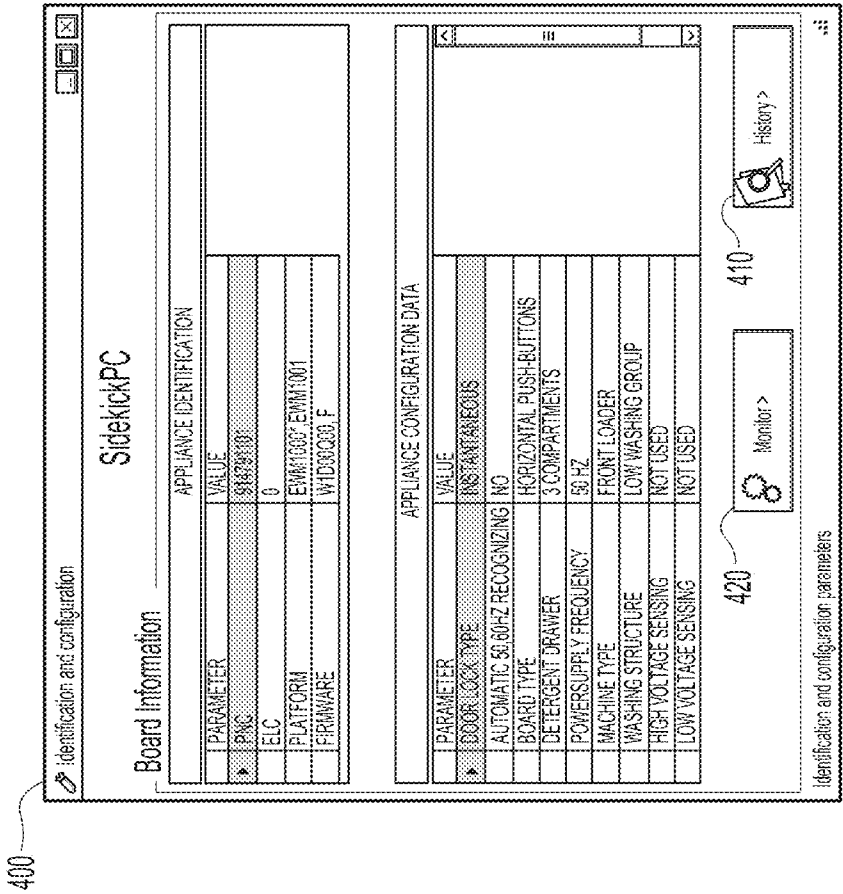 400
Identification and configuration
SidekickPC
Board Information
APPLIANCE IDENTIFICATION
PARAMETER VALUE
PNC
ELC 0
PLATFORM EWM1000*,EWM1001
FIRMWARE
APPLIANCE CONFIGURATION DATA
PARAMETER VALUE
DOOR LOCK TYPE INSTANTANEOUS
AUTOMATIC 50,60HZ RECOGNIZING NO
BOARD TYPE HORIZONTAL PUSH-BUTTONS
DETERGENT DRAWER 3 COMPARTMENTS
POWERSUPPLY FREQUENCY 50 HZ
MACHINE TYPE FRONT LOADER
WASHING STRUCTURE LOW WASHING GROUP
HIGH VOLTAGE SENSING NOT USED
LOW VOLTAGE SENSING NOT USED
420
Monitor >
410
History >
Identification and configuration parameters